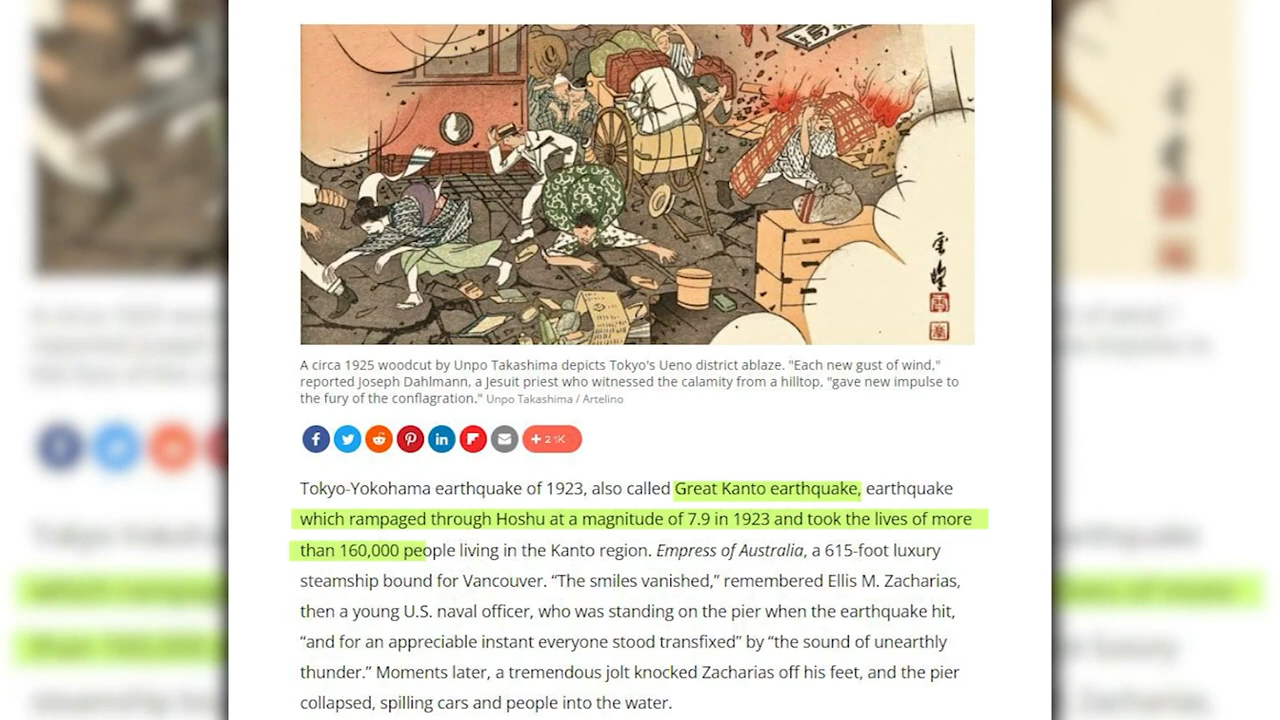 A circa 1925 woodcut by Unpo Takashima depicts Tokyo's Ueno district ablaze. "Each new gust of wind,"
reported Joseph Dahlmann, a Jesuit priest who witnessed the calamity from a hilltop, "gave new impulse to
the fury of the conflagration." Unpo Takashima / Artelino
+ 2.1K
Tokyo-Yokohama earthquake of 1923, also called Great Kanto earthquake, earthquake
which rampaged through Hoshu at a magnitude of 7.9 in 1923 and took the lives of more
than 160,000 people living in the Kanto region. Empress of Australia, a 615-foot luxury
steamship bound for Vancouver. “The smiles vanished,” remembered Ellis M. Zacharias,
then a young U.S. naval officer, who was standing on the pier when the earthquake hit,
“and for an appreciable instant everyone stood transfixed” by “the sound of unearthly
thunder.” Moments later, a tremendous jolt knocked Zacharias off his feet, and the pier
collapsed, spilling cars and people into the water.